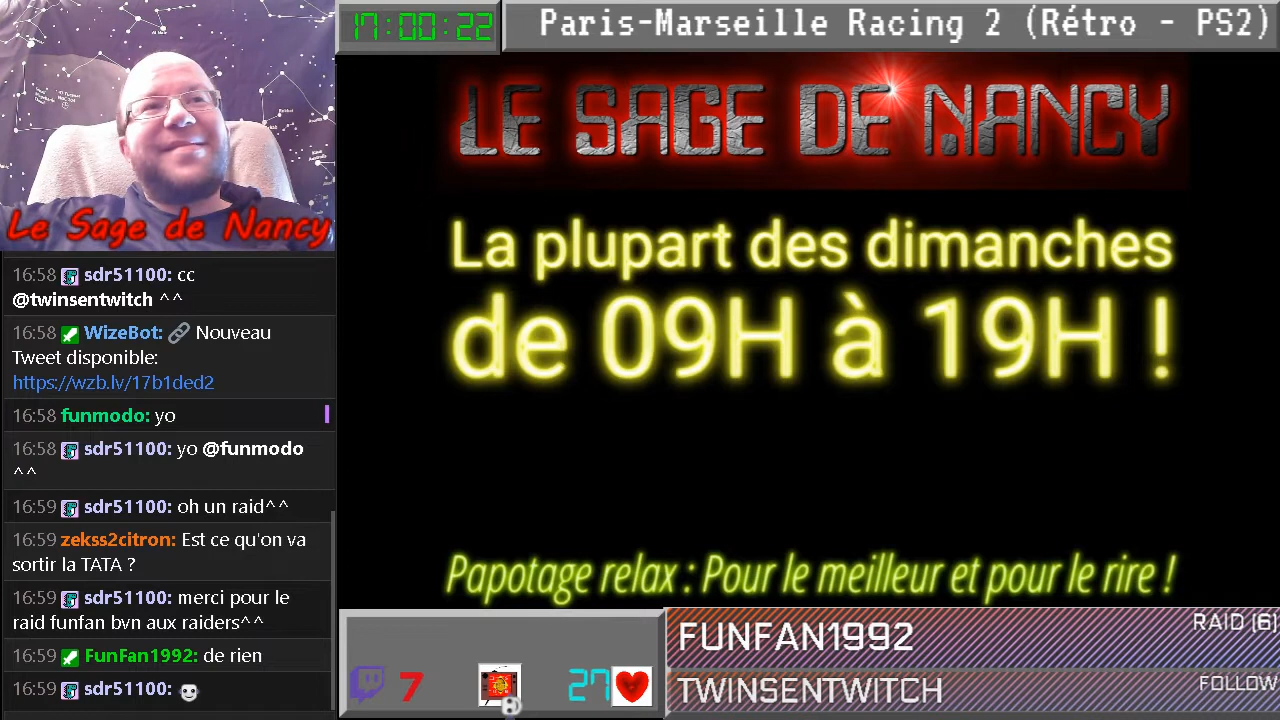 17:00:22
Paris-Marseille Racing 2 (Rétro - PS2)
LE SAGE DE NANCY
Le Sage de Nancy
La plupart des dimanches
de 09H à 19H !
Papotage relax : Pour le meilleur et pour le rire !
16:58 sdr51100: cc
@twinsentwitch ^^
16:58 WizeBot: Nouveau
Tweet disponible:
https://wzb.lv/17b1ded2
16:58 funmodo: yo
16:58 sdr51100: yo @funmodo
^^
16:59 sdr51100: oh un raid^^
16:59 zekss2citron: Est ce qu'on va
sortir la TATA ?
16:59 sdr51100: merci pour le
raid funfan bvn aux raiders^^
16:59 FunFan1992: de rien
16:59 sdr51100:
7
27
FUNFAN1992 RAID (6)
TWINSENTWITCH FOLLOW